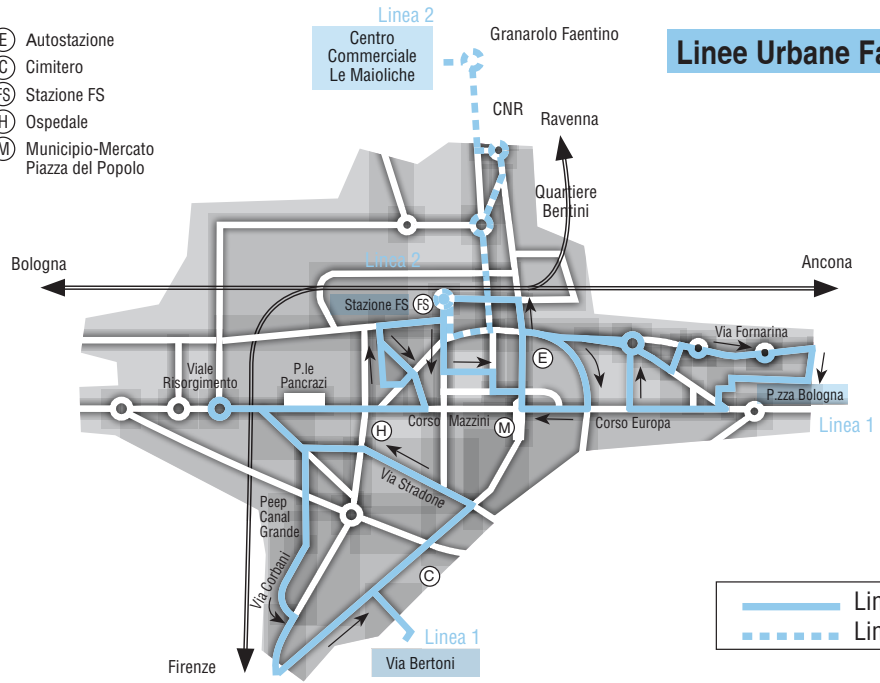 Linea 2
Centro
Commerciale
Le Maioliche
Granarolo Faentino
Linee Urbane Fa
E Autostazione
C Cimitero
FS Stazione FS
H Ospedale
M Municipio-Mercato
Piazza del Popolo
CNR
Ravenna
Quartiere
Bentini
Bologna
Linea 2
Ancona
Stazione FS
FS
Via Fornarina
E
Viale
Risorgimento
P.le
Pancrazi
P.zza Bologna
Corso Mazzini
H
M
Corso Europa
Linea 1
Via Stradone
Peep
Canal
Grande
Via Corbani
C
Linea 1
Via Bertoni
Firenze
Lin
Lin